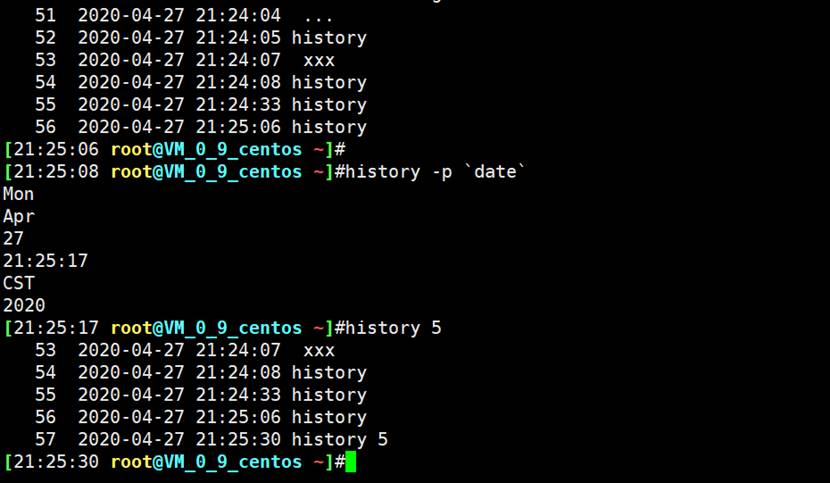 51  2020-04-27 21:24:04  ...
52  2020-04-27 21:24:05 history
53  2020-04-27 21:24:07  xxx
54  2020-04-27 21:24:08 history
55  2020-04-27 21:24:33 history
56  2020-04-27 21:25:06 history
[21:25:06 root@VM_0_9_centos ~]#
[21:25:08 root@VM_0_9_centos ~]#history -p `date`
Mon
Apr
27
21:25:17
CST
2020
[21:25:17 root@VM_0_9_centos ~]#history 5
53  2020-04-27 21:24:07  xxx
54  2020-04-27 21:24:08 history
55  2020-04-27 21:24:33 history
56  2020-04-27 21:25:06 history
57  2020-04-27 21:25:30 history 5
[21:25:30 root@VM_0_9_centos ~]#